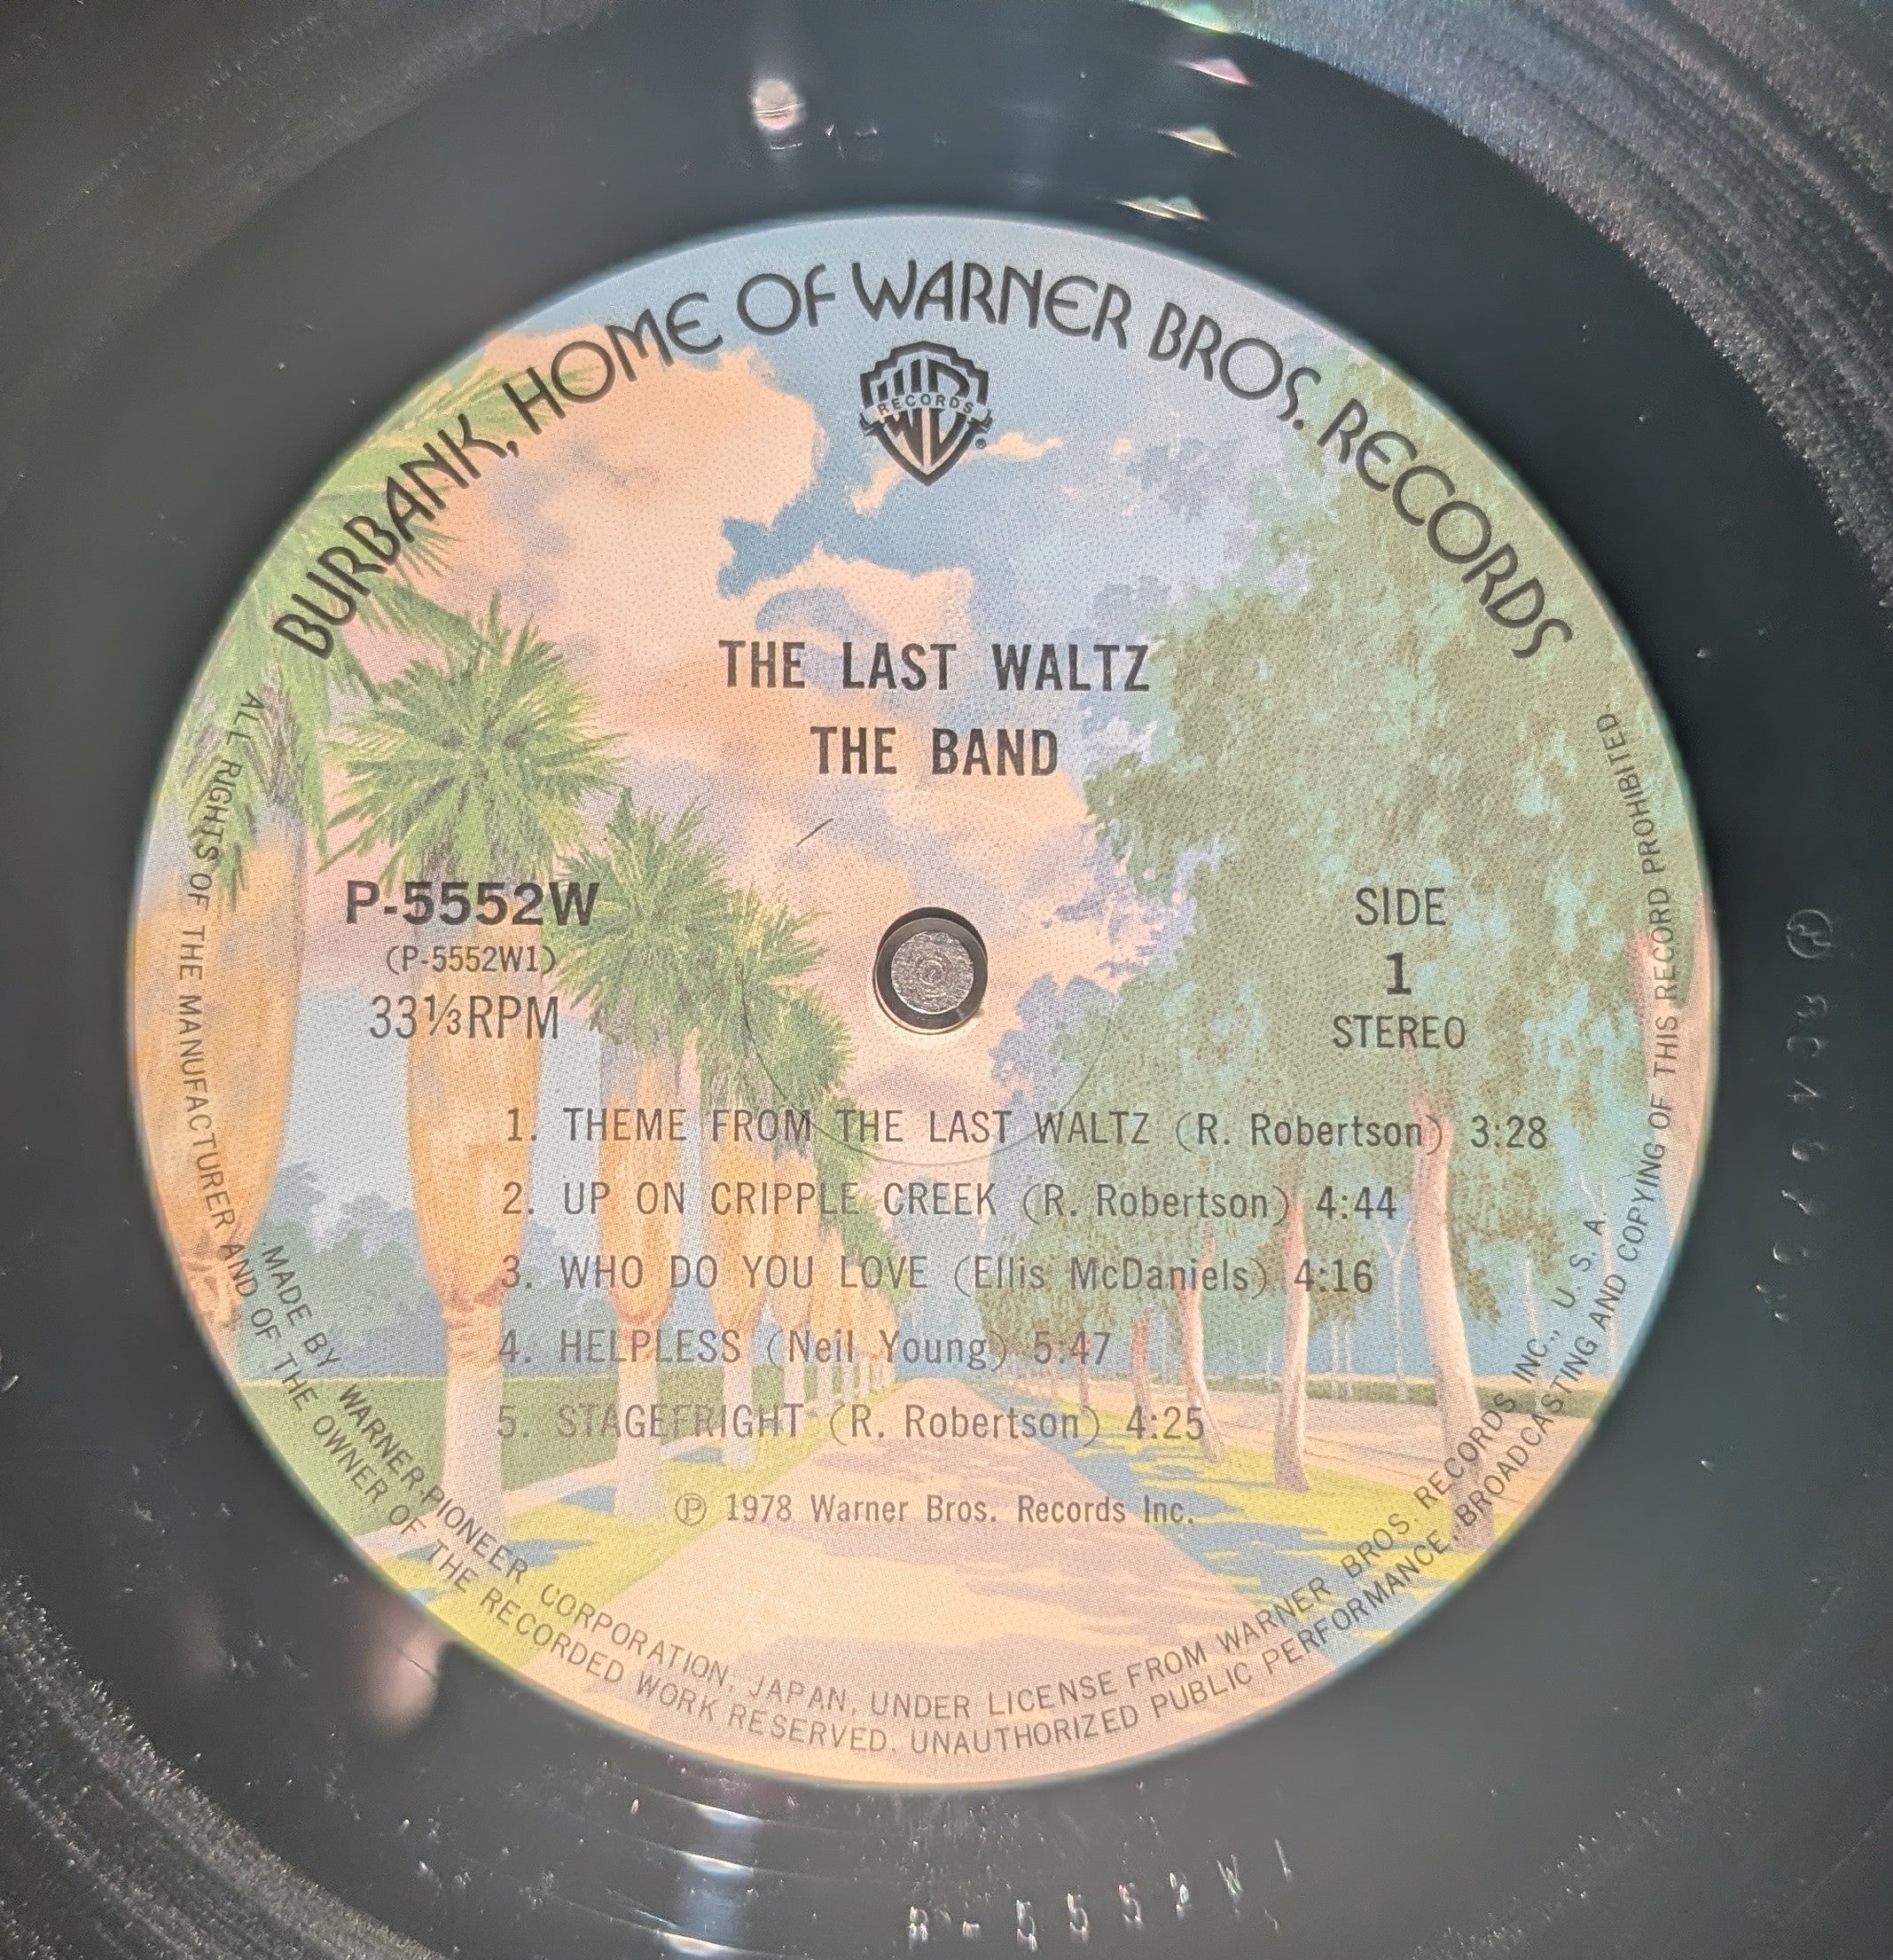 BURBANK, HOME OF WARNER BROS. RECORDS
RECORDS
®
THE LAST WALTZ
THE BAND
P-5552W
(P-5552W1)
33⅓RPM
SIDE
1
STEREO
1. THEME FROM THE LAST WALTZ (R. Robertson) 3:28
2. UP ON CRIPPLE CREEK (R. Robertson) 4:44
3. WHO DO YOU LOVE (Ellis McDaniels) 4:16
4. HELPLESS (Neil Young) 5:47
5. STAGEFRIGHT (R. Robertson) 4:25
Ⓟ 1978 Warner Bros. Records Inc.
MADE BY WARNER-PIONEER CORPORATION, JAPAN, UNDER LICENSE FROM WARNER BROS. RECORDS INC., U. S. A.
ALL RIGHTS OF THE MANUFACTURER AND OF THE OWNER OF THE RECORDED WORK RESERVED. UNAUTHORIZED PUBLIC PERFORMANCE, BROADCASTING AND COPYING OF THIS RECORD PROHIBITED.
P-5552W1